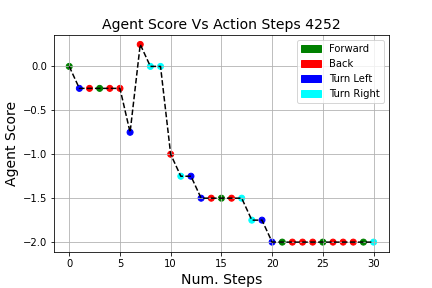 Agent Score Vs Action Steps 4252
Forward
Back
Turn Left
Turn Right
Agent Score
0.0
−0.5
−1.0
−1.5
−2.0
0 5 10 15 20 25 30
Num. Steps